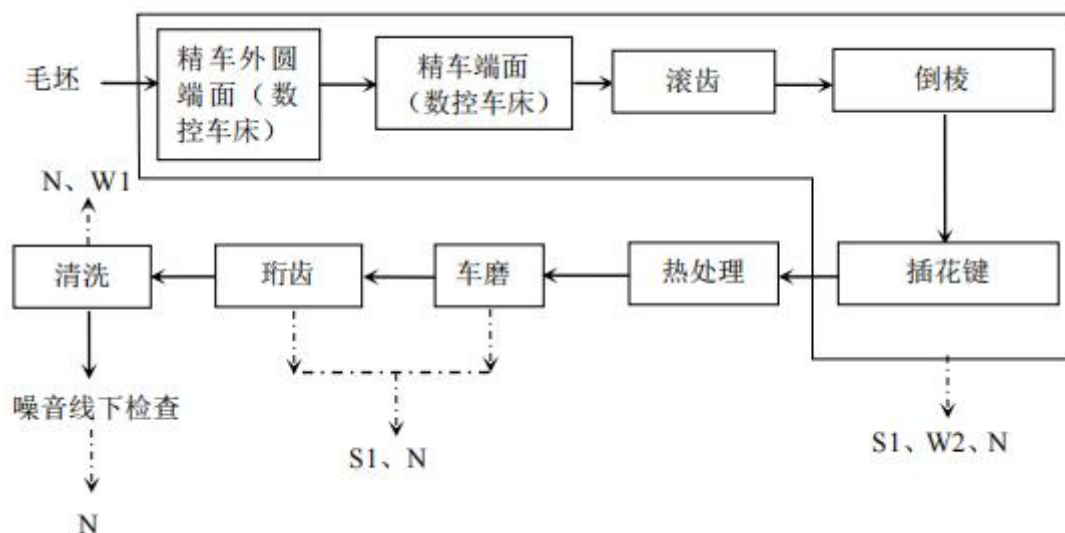 毛坯
精车外圆
端面（数
控车床）
精车端面
（数控车床）
滚齿
倒棱
N、W1
清洗
珩齿
车磨
热处理
插花键
噪音线下检查
S1、N
S1、W2、N
N